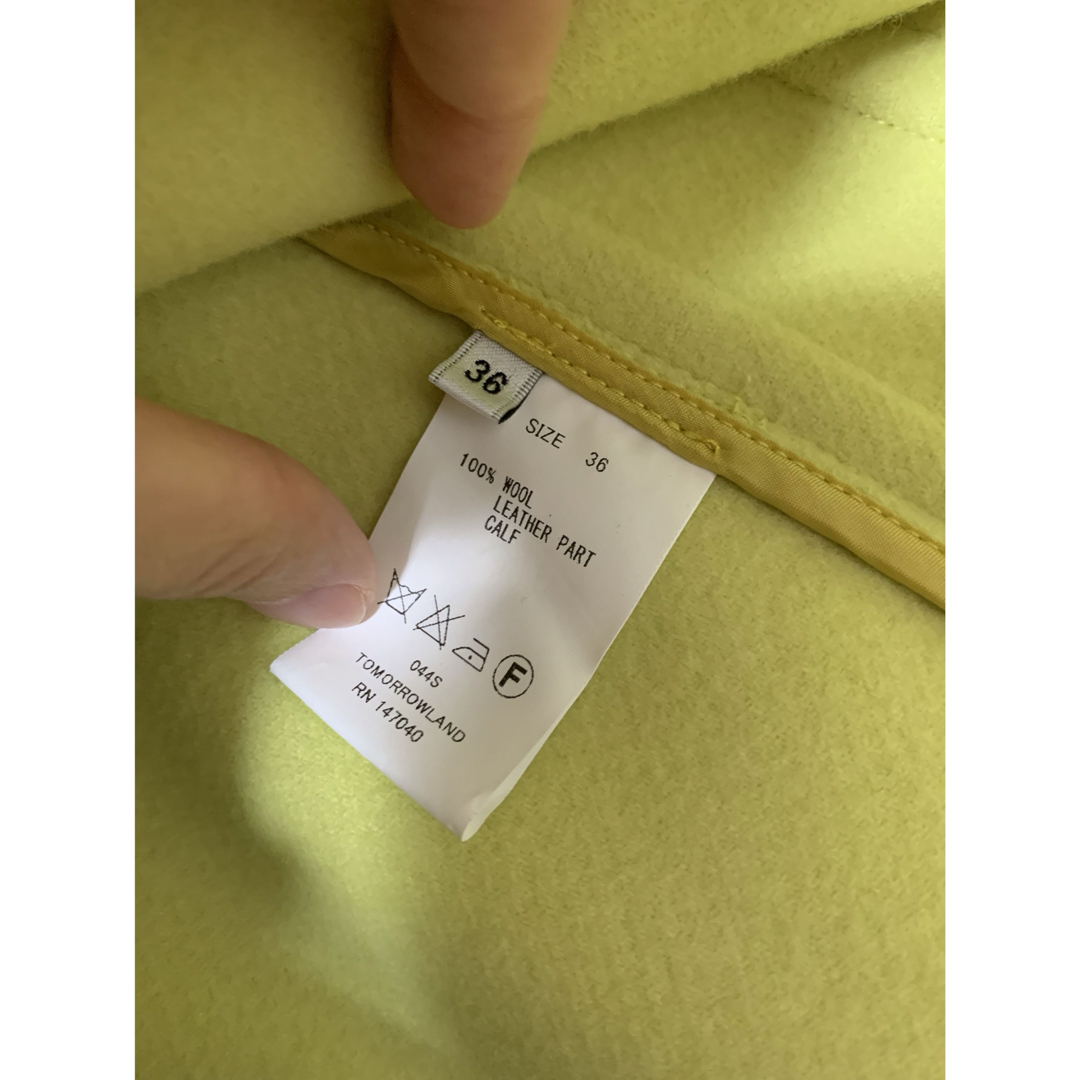 36
SIZE 36
100% WOOL
LEATHER PART
CALF
F
044S
TOMORROWLAND
RN 147040